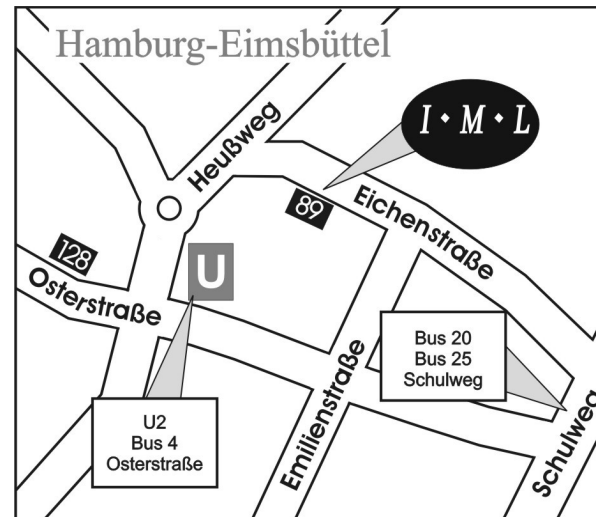 Hamburg-Eimsbüttel
I • M • L
Heußweg
89
Eichenstraße
128
U
Osterstraße
Bus 20
Bus 25
Schulweg
Emilienstraße
Schulweg
U2
Bus 4
Osterstraße